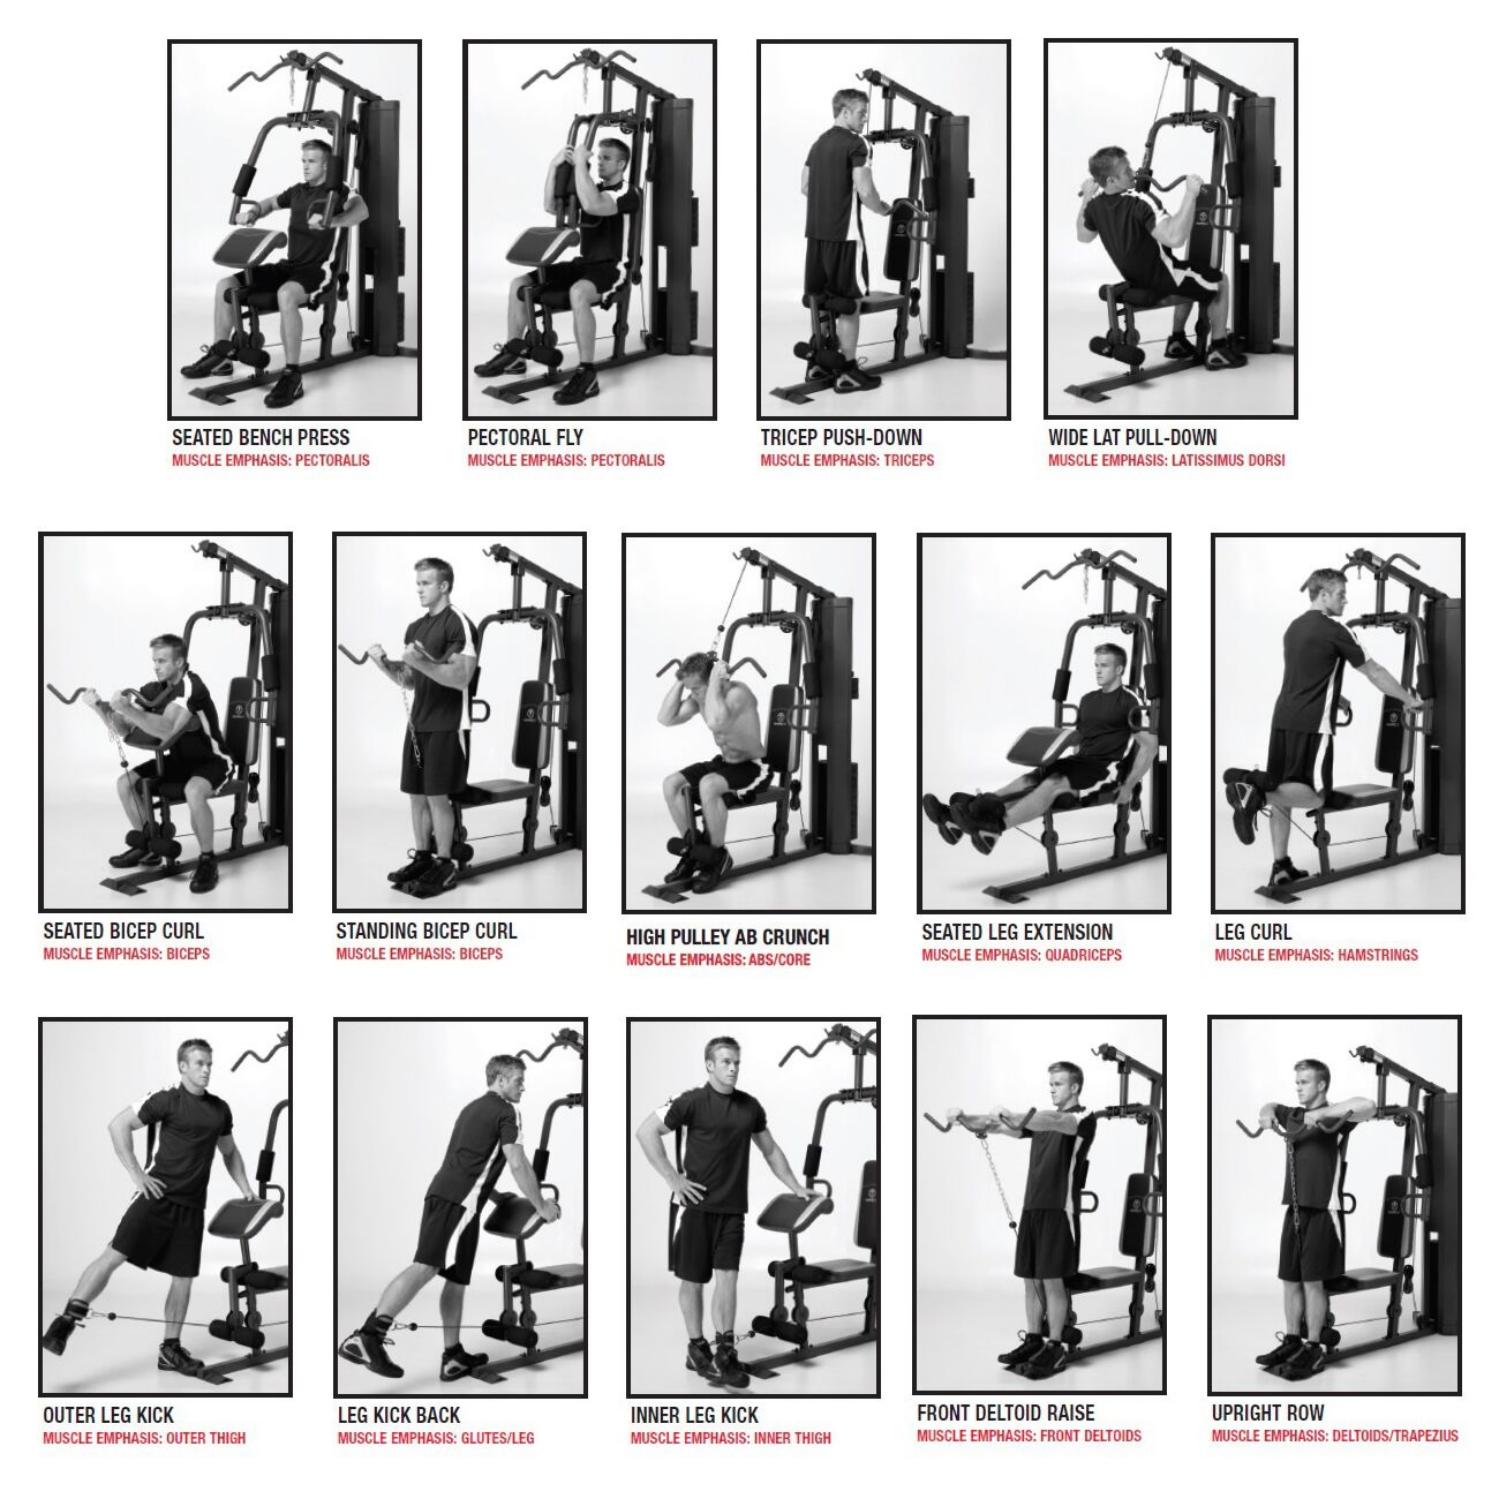 SEATED BENCH PRESS
MUSCLE EMPHASIS: PECTORALIS
PECTORAL FLY
MUSCLE EMPHASIS: PECTORALIS
TRICEP PUSH-DOWN
MUSCLE EMPHASIS: TRICEPS
WIDE LAT PULL-DOWN
MUSCLE EMPHASIS: LATISSIMUS DORSI
SEATED BICEP CURL
MUSCLE EMPHASIS: BICEPS
STANDING BICEP CURL
MUSCLE EMPHASIS: BICEPS
HIGH PULLEY AB CRUNCH
MUSCLE EMPHASIS: ABS/CORE
SEATED LEG EXTENSION
MUSCLE EMPHASIS: QUADRICEPS
LEG CURL
MUSCLE EMPHASIS: HAMSTRINGS
OUTER LEG KICK
MUSCLE EMPHASIS: OUTER THIGH
LEG KICK BACK
MUSCLE EMPHASIS: GLUTES/LEG
INNER LEG KICK
MUSCLE EMPHASIS: INNER THIGH
FRONT DELTOID RAISE
MUSCLE EMPHASIS: FRONT DELTOIDS
UPRIGHT ROW
MUSCLE EMPHASIS: DELTOIDS/TRAPEZIUS